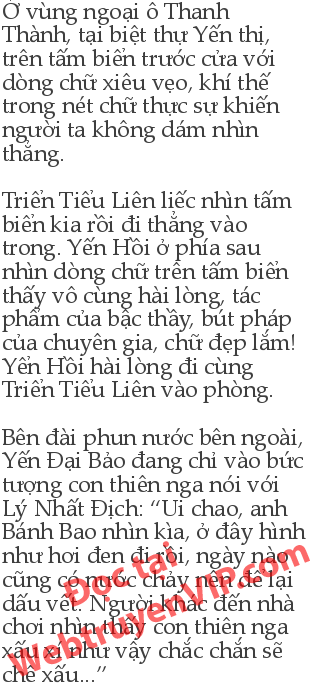 Ở vùng ngoại ô Thanh
Thành, tại biệt thự Yến thị,
trên tấm biển trước cửa với
dòng chữ xiêu vẹo, khí thế
trong nét chữ thực sự khiến
người ta không dám nhìn
thẳng.
Triển Tiểu Liên liếc nhìn tấm
biển kia rồi đi thẳng vào
trong. Yến Hồi ở phía sau
nhìn dòng chữ trên tấm biển
thấy vô cùng hài lòng, tác
phẩm của bậc thầy, bút pháp
của chuyên gia, chữ đẹp lắm!
Yến Hồi hài lòng đi cùng
Triển Tiểu Liên vào phòng.
Bên đài phun nước bên ngoài,
Yến Đại Bảo đang chỉ vào bức
tượng con thiên nga nói với
Lý Nhất Địch: “Ui chao, anh
Bánh Bao nhìn kìa, ở đây hình
như hơi đen đi rồi, ngày nào
cũng có nước chảy nên để lại
dấu vết. Người khác đến nhà
chơi nhìn thấy con thiên nga
xấu xí như vậy chắc chắn sẽ
chê xấu...”
Đọc tại
WebtruyenVIP.com